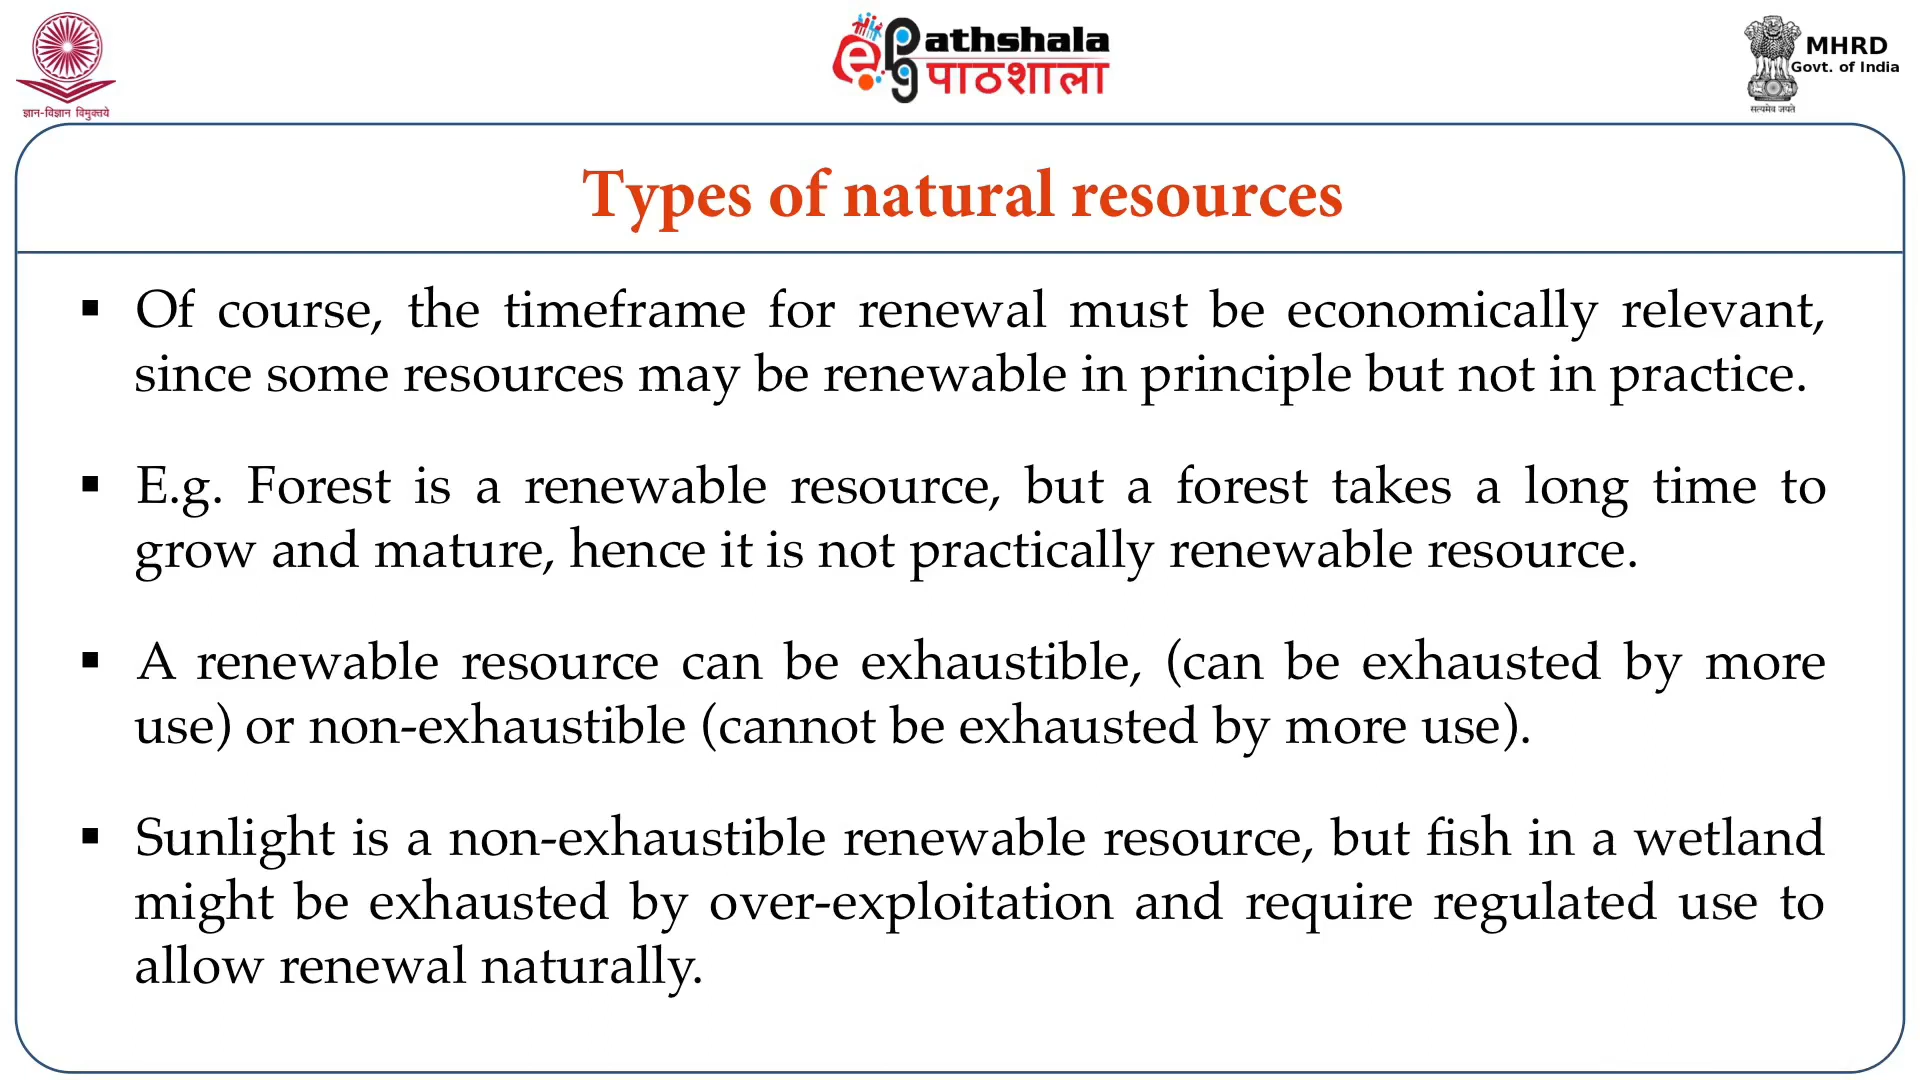 ज्ञान-विज्ञान विमुक्तये
ePathshala
पाठशाला
pg
MHRD
Govt. of India
सत्यमेव जयते
Types of natural resources
▪ Of course, the timeframe for renewal must be economically relevant,
since some resources may be renewable in principle but not in practice.
▪ E.g. Forest is a renewable resource, but a forest takes a long time to
grow and mature, hence it is not practically renewable resource.
▪ A renewable resource can be exhaustible, (can be exhausted by more
use) or non-exhaustible (cannot be exhausted by more use).
▪ Sunlight is a non-exhaustible renewable resource, but fish in a wetland
might be exhausted by over-exploitation and require regulated use to
allow renewal naturally.